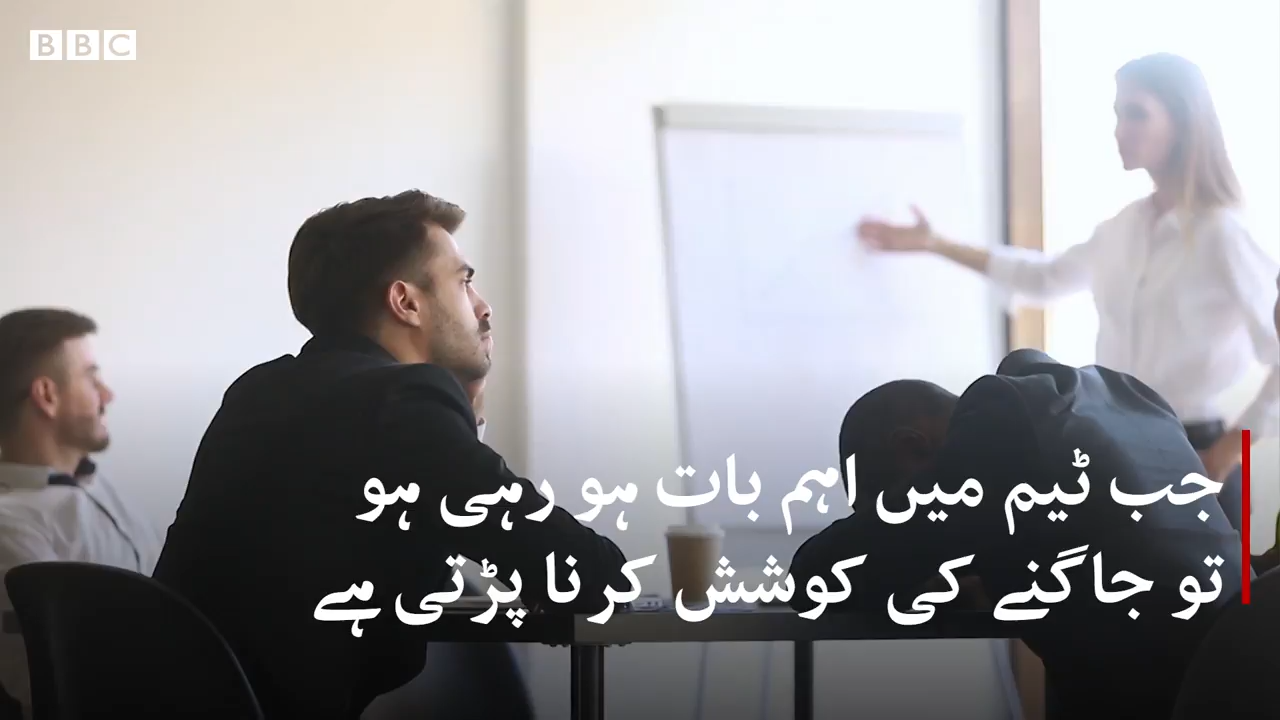 BBC
جب ٹیم میں اہم بات ہو رہی ہو
تو جاگنے کی کوشش کرنا پڑتی ہے